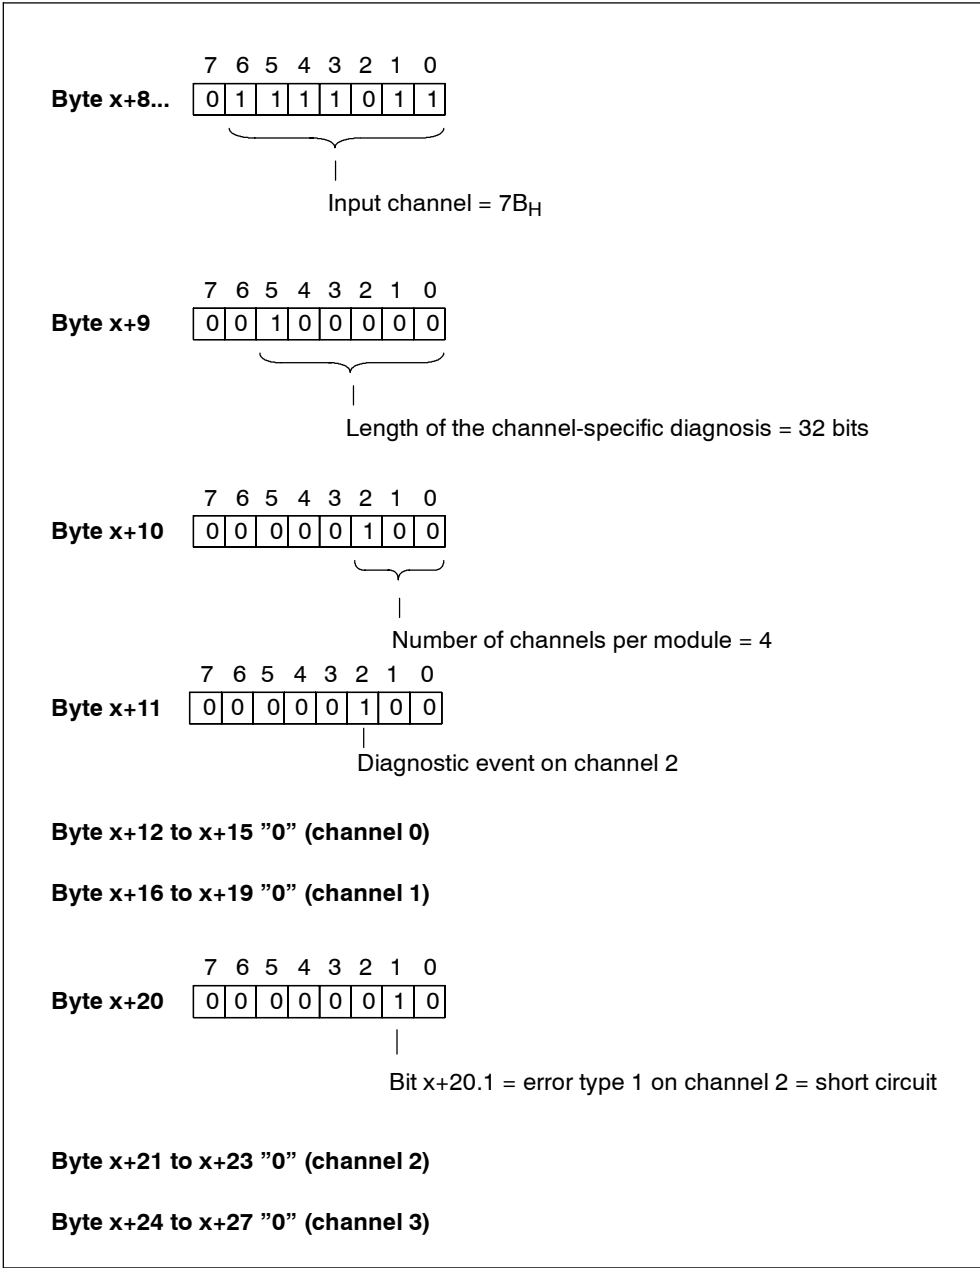 7 6 5 4 3 2 1 0
Byte x+8... 0 1 1 1 1 0 1 1
Input channel = 7BH
7 6 5 4 3 2 1 0
Byte x+9 0 0 1 0 0 0 0 0
Length of the channel-specific diagnosis = 32 bits
7 6 5 4 3 2 1 0
Byte x+10 0 0 0 0 0 1 0 0
Number of channels per module = 4
7 6 5 4 3 2 1 0
Byte x+11 0 0 0 0 0 1 0 0
Diagnostic event on channel 2
Byte x+12 to x+15 ”0” (channel 0)
Byte x+16 to x+19 ”0” (channel 1)
7 6 5 4 3 2 1 0
Byte x+20 0 0 0 0 0 0 1 0
Bit x+20.1 = error type 1 on channel 2 = short circuit
Byte x+21 to x+23 ”0” (channel 2)
Byte x+24 to x+27 ”0” (channel 3)